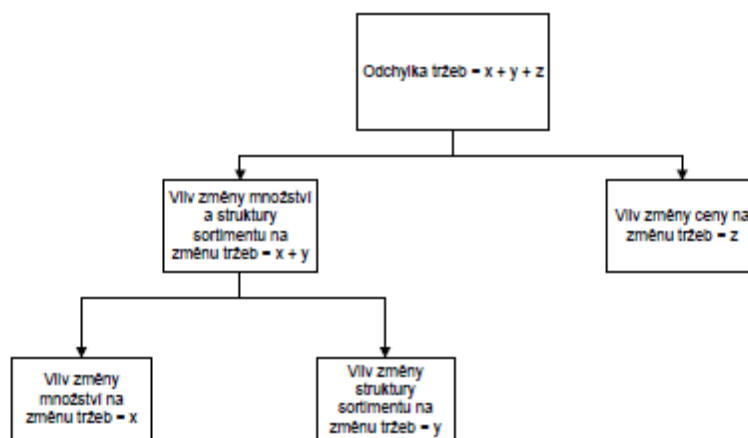 Odchylka tržeb = x + y + z
Vliv změny množství
a struktury
sortimentu na
změnu tržeb = x + y
Vliv změny ceny na
změnu tržeb = z
Vliv změny
množství na
změnu tržeb = x
Vliv změny
struktury
sortimentu na
změnu tržeb = y